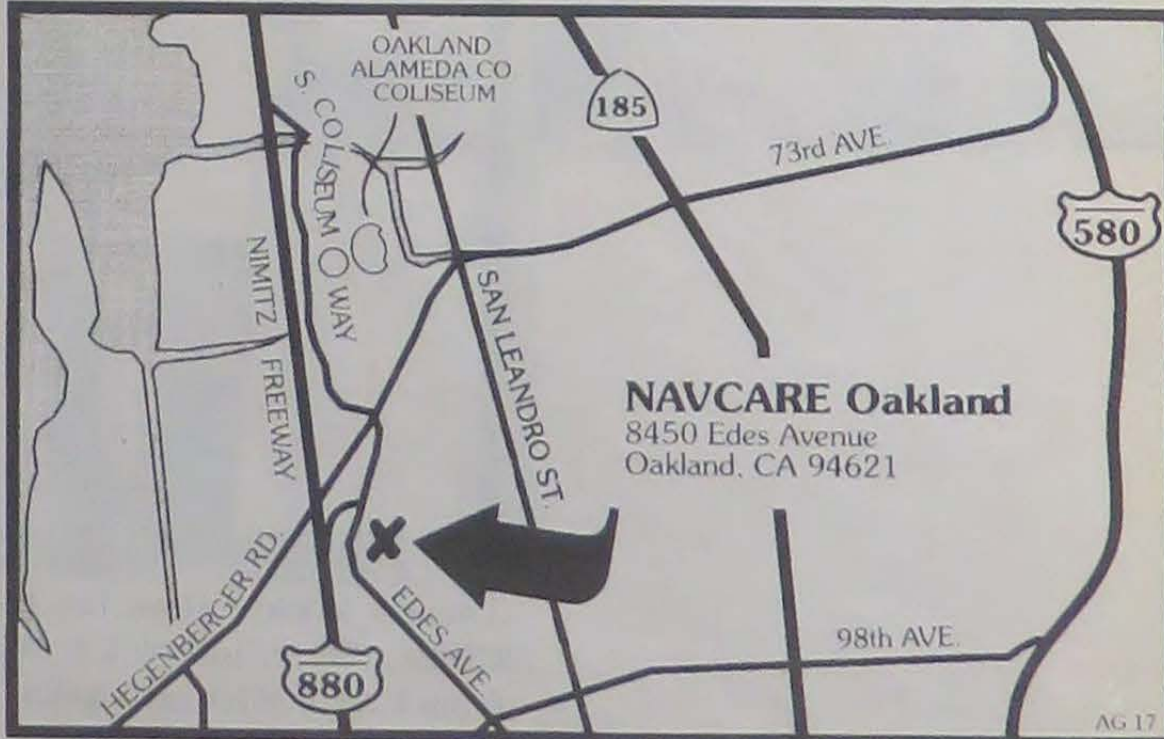 OAKLAND
ALAMEDA CO
COLISEUM
185
73rd AVE.
580
S. COLISEUM WAY
NIMITZ FREEWAY
SAN LEANDRO ST.
NAVCARE Oakland
8450 Edes Avenue
Oakland, CA 94621
HEGENBERGER RD.
EDES AVE.
98th AVE.
880
AG 17